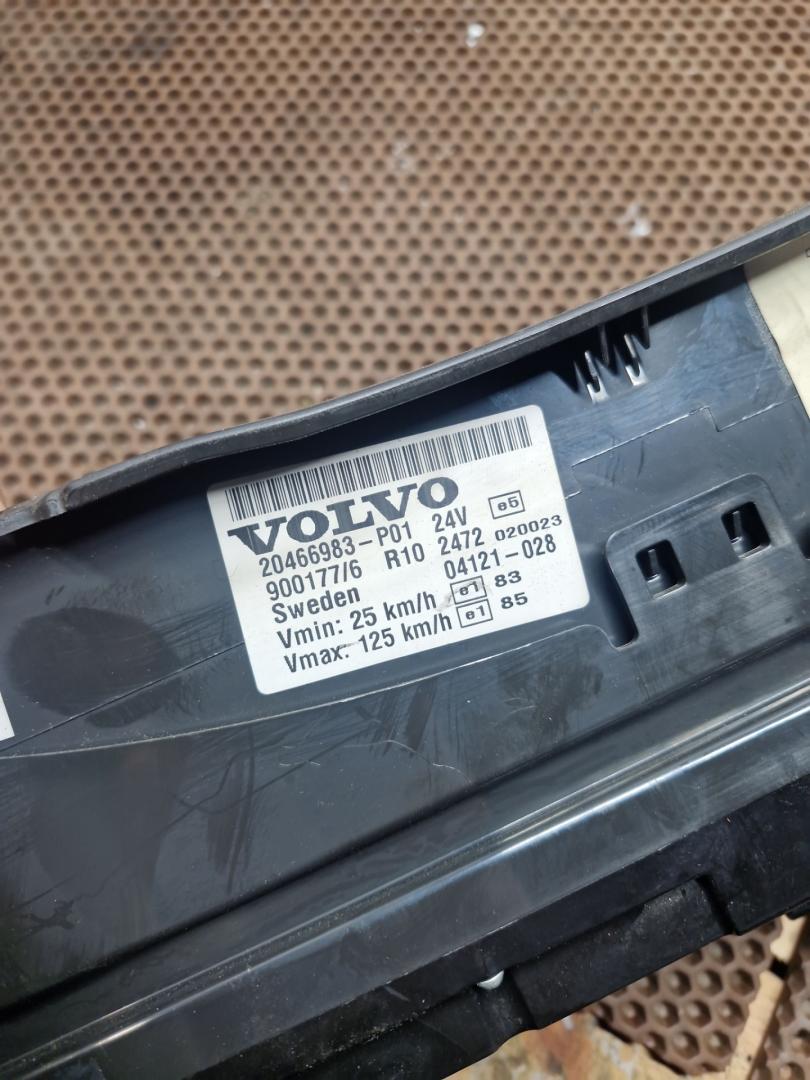 VOLVO
20466983-P01 24V e5
900177/6 R10 2472 020023
Sweden 04121-028
Vmin: 25 km/h e1 83
Vmax: 125 km/h e1 85